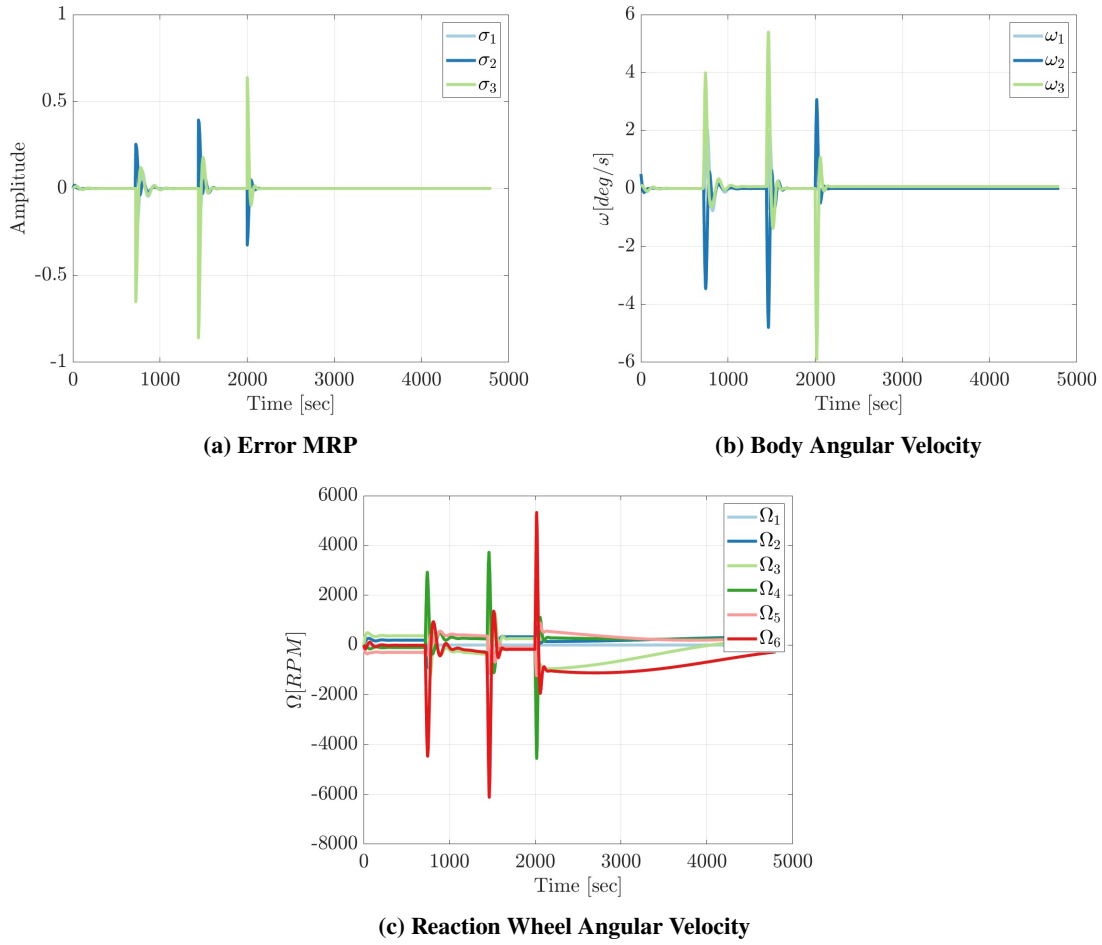 1
0.5
0
-0.5
-1
Amplitude
0 1000 2000 3000 4000 5000
Time [sec]
σ1
σ2
σ3
(a) Error MRP
6
4
2
0
-2
-4
-6
ω[deg/s]
0 1000 2000 3000 4000 5000
Time [sec]
ω1
ω2
ω3
(b) Body Angular Velocity
6000
4000
2000
0
-2000
-4000
-6000
-8000
Ω[RPM]
0 1000 2000 3000 4000 5000
Time [sec]
Ω1
Ω2
Ω3
Ω4
Ω5
Ω6
(c) Reaction Wheel Angular Velocity